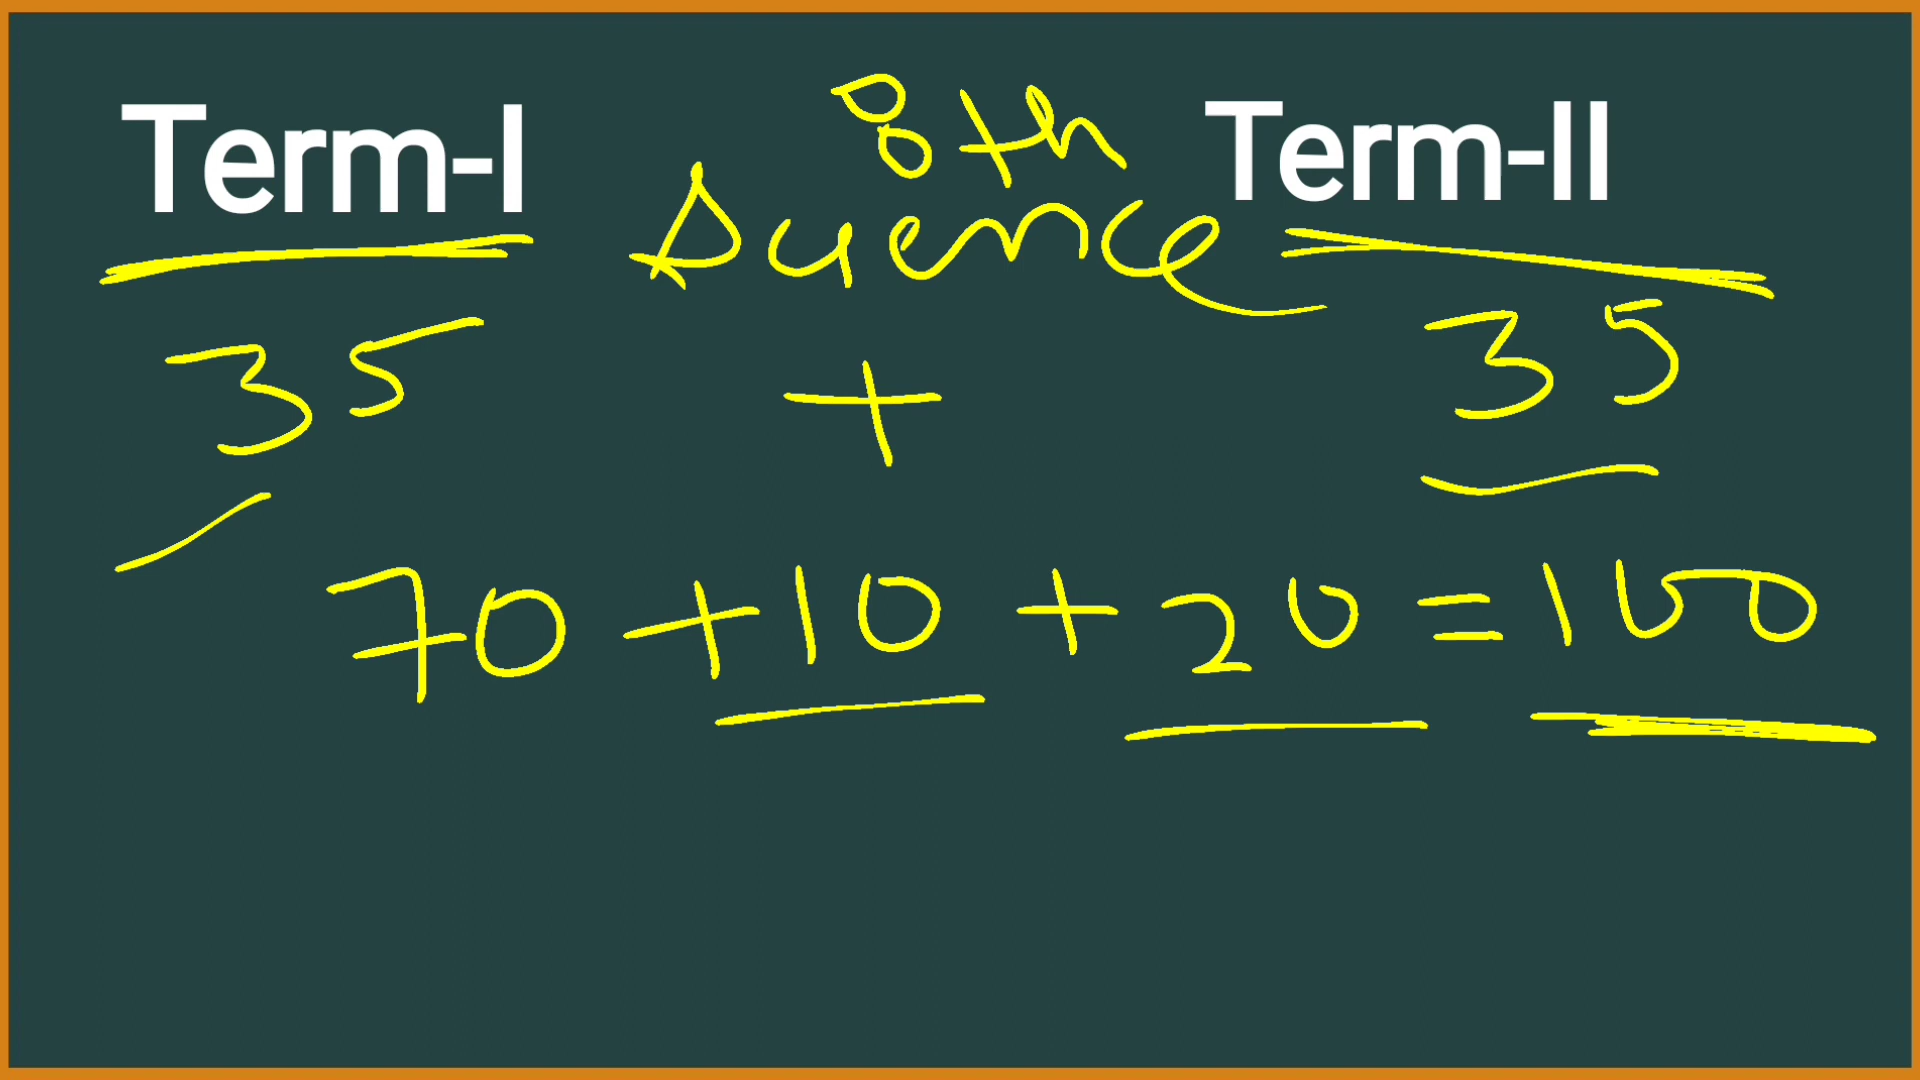 Term-I 8th Term-II
Science
35 + 35
70 + 10 + 20 = 100